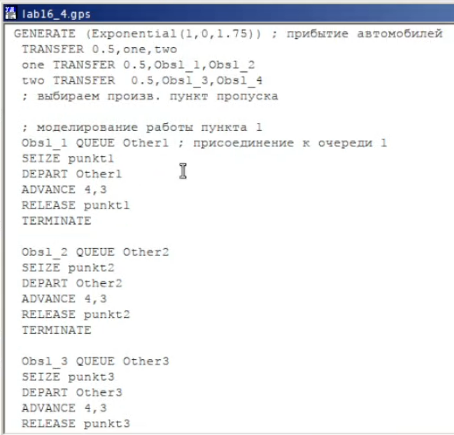 lab16_4.gps
GENERATE (Exponential(1,0,1.75)) ; прибытие автомобилей
TRANSFER 0.5,one,two
one TRANSFER 0.5,Obsl_1,Obsl_2
two TRANSFER 0.5,Obsl_3,Obsl_4
; выбираем произв. пункт пропуска
; моделирование работы пункта 1
Obsl_1 QUEUE Other1 ; присоединение к очереди 1
SEIZE punkt1
DEPART Other1
ADVANCE 4,3
RELEASE punkt1
TERMINATE
Obsl_2 QUEUE Other2
SEIZE punkt2
DEPART Other2
ADVANCE 4,3
RELEASE punkt2
TERMINATE
Obsl_3 QUEUE Other3
SEIZE punkt3
DEPART Other3
ADVANCE 4,3
RELEASE punkt3